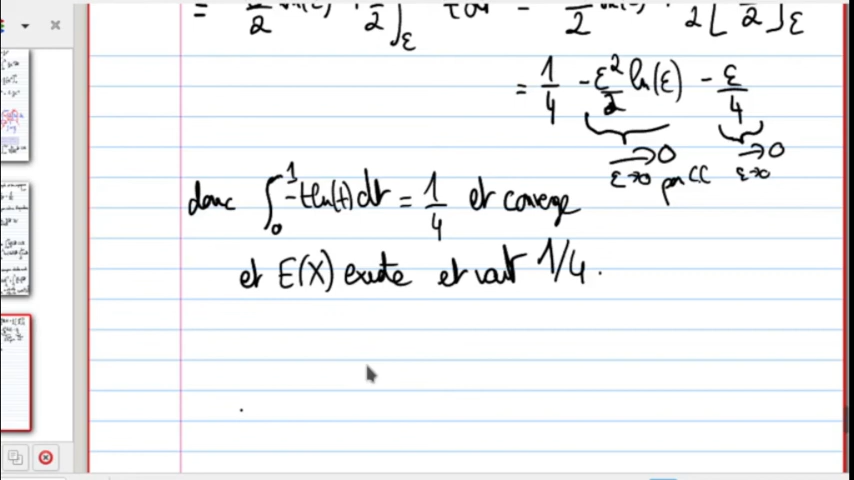 = 1/4 - ε²/2 ln(ε) - ε/4
→ 0 ε→0 par CC → 0 ε→0
donc ∫₀¹ -t ln(t) dt = 1/4 et converge
et E(X) existe et vaut 1/4.